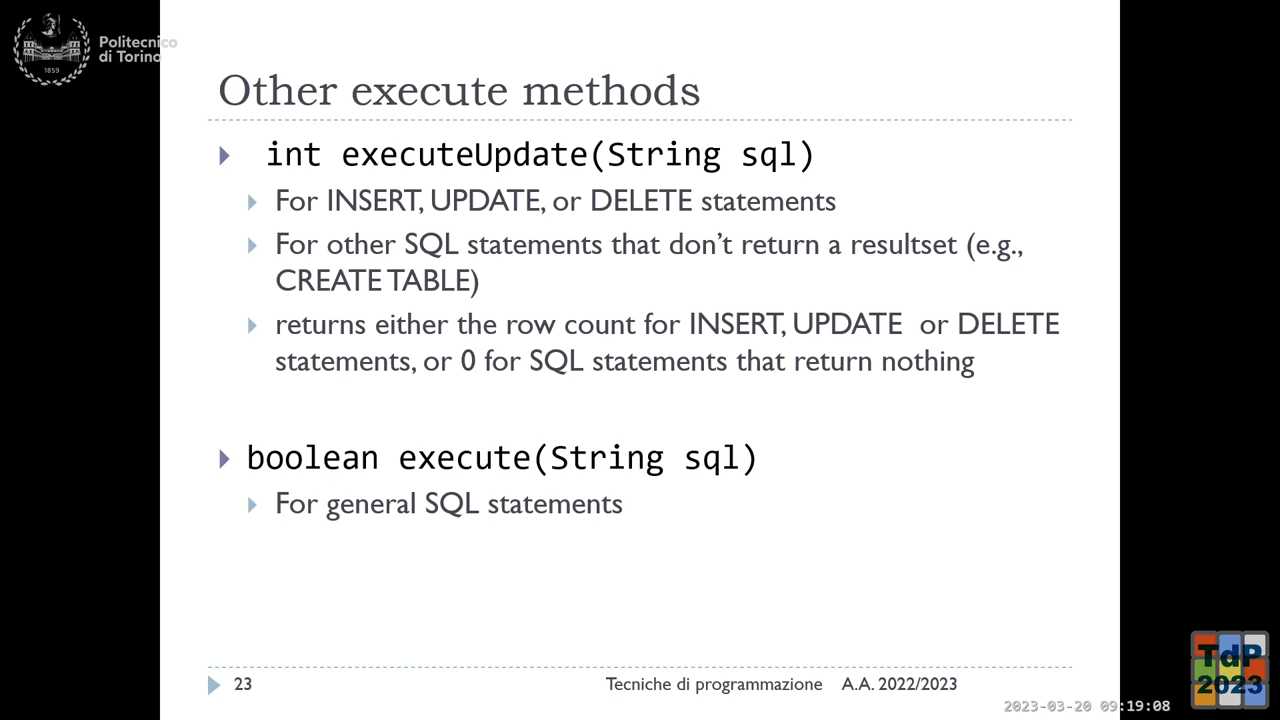 Politecnico
di Torino
1859
Other execute methods
int executeUpdate(String sql)
For INSERT, UPDATE, or DELETE statements
For other SQL statements that don’t return a resultset (e.g.,
CREATE TABLE)
returns either the row count for INSERT, UPDATE or DELETE
statements, or 0 for SQL statements that return nothing
boolean execute(String sql)
For general SQL statements
23
Tecniche di programmazione A.A. 2022/2023
TdP
2023
2023-03-20 09:19:08